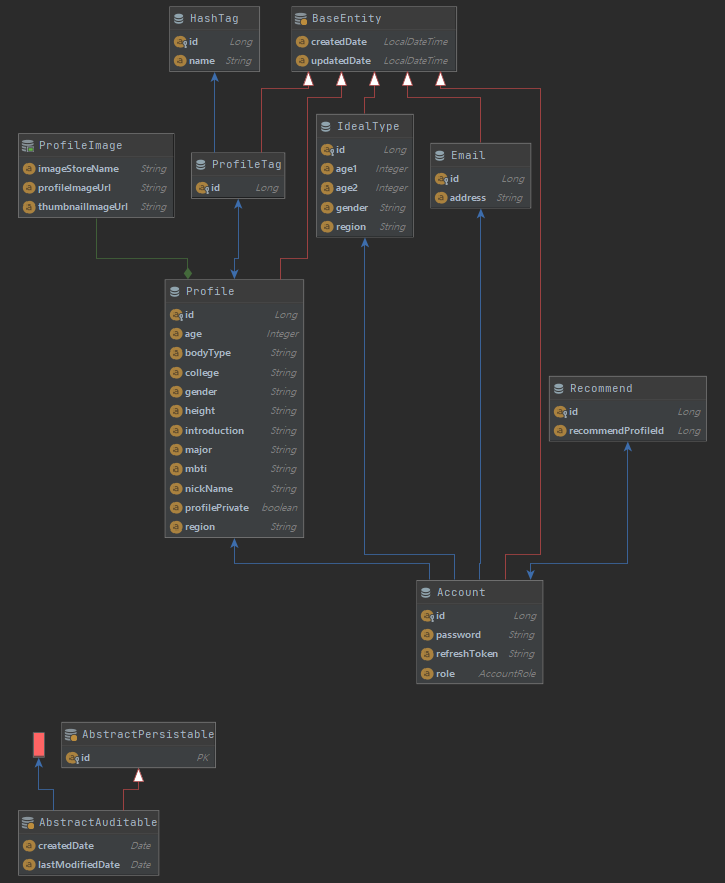 HashTag
id Long
name String
BaseEntity
createdDate LocalDateTime
updatedDate LocalDateTime
ProfileImage
imageStoreName String
profileImageUrl String
thumbnailImageUrl String
ProfileTag
id Long
IdealType
id Long
age1 Integer
age2 Integer
gender String
region String
Email
id Long
address String
Profile
id Long
age Integer
bodyType String
college String
gender String
height String
introduction String
major String
mbti String
nickName String
profilePrivate boolean
region String
Recommend
id Long
recommendProfileId Long
Account
id Long
password String
refreshToken String
role AccountRole
AbstractPersistable
id PK
AbstractAuditable
createdDate Date
lastModifiedDate Date